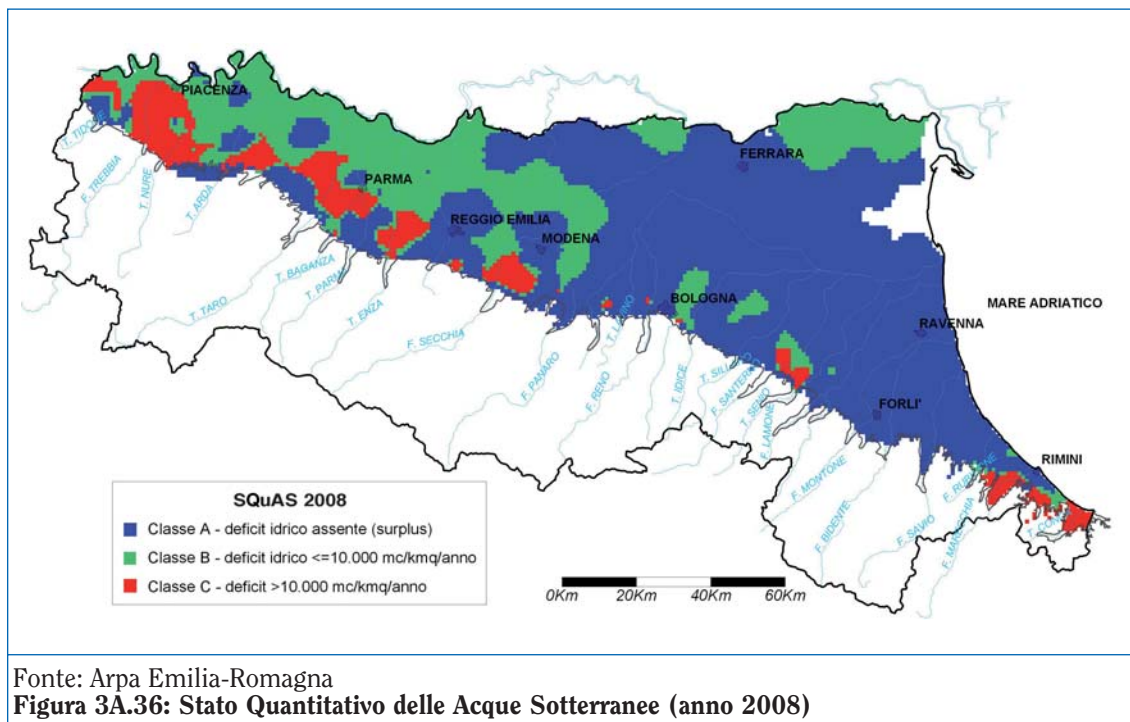 PIACENZA
T. TIDONE
F. TREBBIA
T. NURE
T. ARDA
PARMA
FERRARA
REGGIO EMILIA
MODENA
T. BAGANZA
T. PARMA
T. TARO
T. ENZA
F. SECCHIA
BOLOGNA
MARE ADRIATICO
RAVENNA
F. PANARO
F. RENO
T. IDICE
F. SANTERNO
T. SENIO
F. LAMONE
FORLI'
F. MONTONE
F. BIDENTE
F. SAVIO
F. MARECCHIA
RIMINI
SQuAS 2008
Classe A - deficit idrico assente (surplus)
Classe B - deficit idrico <=10.000 mc/kmq/anno
Classe C - deficit >10.000 mc/kmq/anno
0Km 20Km 40Km 60Km
Fonte: Arpa Emilia-Romagna
Figura 3A.36: Stato Quantitativo delle Acque Sotterranee (anno 2008)